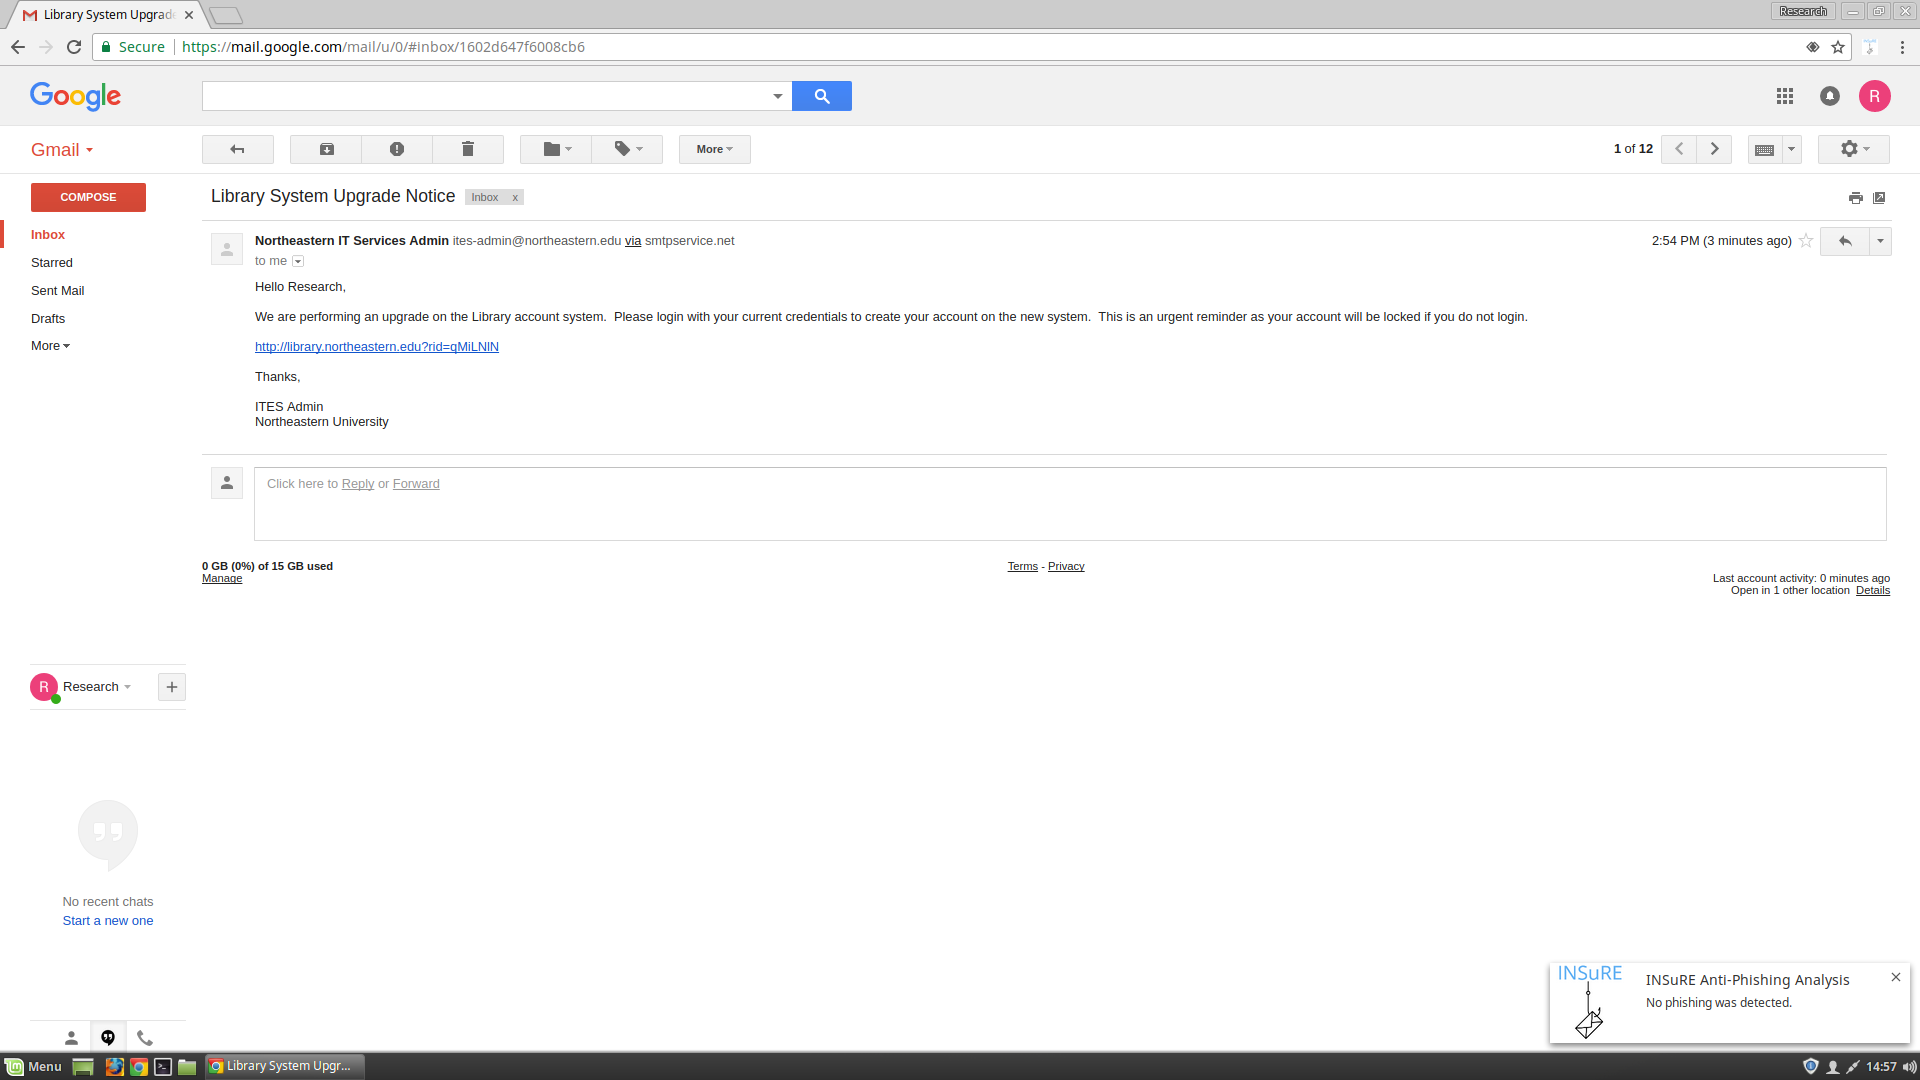 Library System Upgrade
Research
Secure https://mail.google.com/mail/u/0/#inbox/1602d647f6008cb6
Google
R
Gmail
More
1 of 12
COMPOSE
Library System Upgrade Notice Inbox x
Inbox
Starred
Sent Mail
Drafts
More
Northeastern IT Services Admin ites-admin@northeastern.edu via smtpservice.net
2:54 PM (3 minutes ago)
to me
Hello Research,
We are performing an upgrade on the Library account system.  Please login with your current credentials to create your account on the new system.  This is an urgent reminder as your account will be locked if you do not login.
http://library.northeastern.edu?rid=qMiLNlN
Thanks,
ITES Admin
Northeastern University
Click here to Reply or Forward
0 GB (0%) of 15 GB used
Manage
Terms - Privacy
Last account activity: 0 minutes ago
Open in 1 other location Details
R Research
No recent chats
Start a new one
INSuRE
INSuRE Anti-Phishing Analysis
No phishing was detected.
Menu
Library System Upgr...
14:57